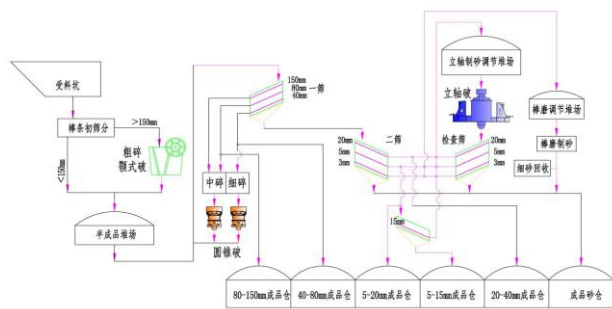 受料坑
棒条初筛分
>150mm
<150mm
粗碎
颚式破
半成品堆场
150mm
80mm
40mm
一筛
中碎
细碎
圆锥破
二筛
20mm
5mm
3mm
检查筛
20mm
5mm
3mm
15mm
立轴制砂调节堆场
立轴破
棒磨调节堆场
棒磨制砂
细砂回收
80-150mm成品仓
40-80mm成品仓
5-20mm成品仓
5-15mm成品仓
20-40mm成品仓
成品砂仓